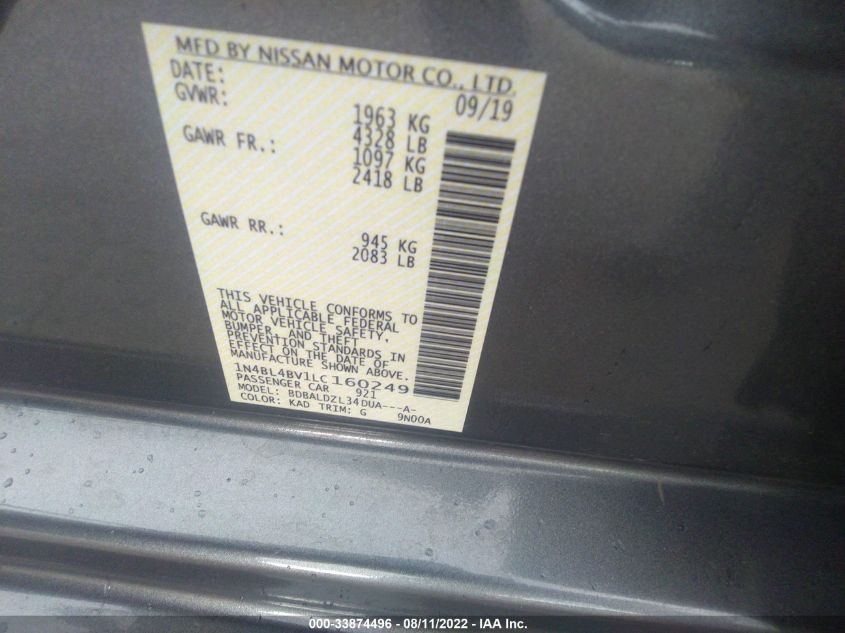 MFD BY NISSAN MOTOR CO., LTD.
DATE: 09/19
GVWR: 1963 KG
4328 LB
GAWR FR.: 1097 KG
2418 LB
GAWR RR.: 945 KG
2083 LB
THIS VEHICLE CONFORMS TO
ALL APPLICABLE FEDERAL
MOTOR VEHICLE SAFETY,
BUMPER, AND THEFT
PREVENTION STANDARDS IN
EFFECT ON THE DATE OF
MANUFACTURE SHOWN ABOVE.
1N4BL4BV1LC160249
PASSENGER CAR 921
MODEL: BDBALDZL34DUA---A-
COLOR: KAD TRIM: G 9N00A
000-33874496 - 08/11/2022 - IAA Inc.